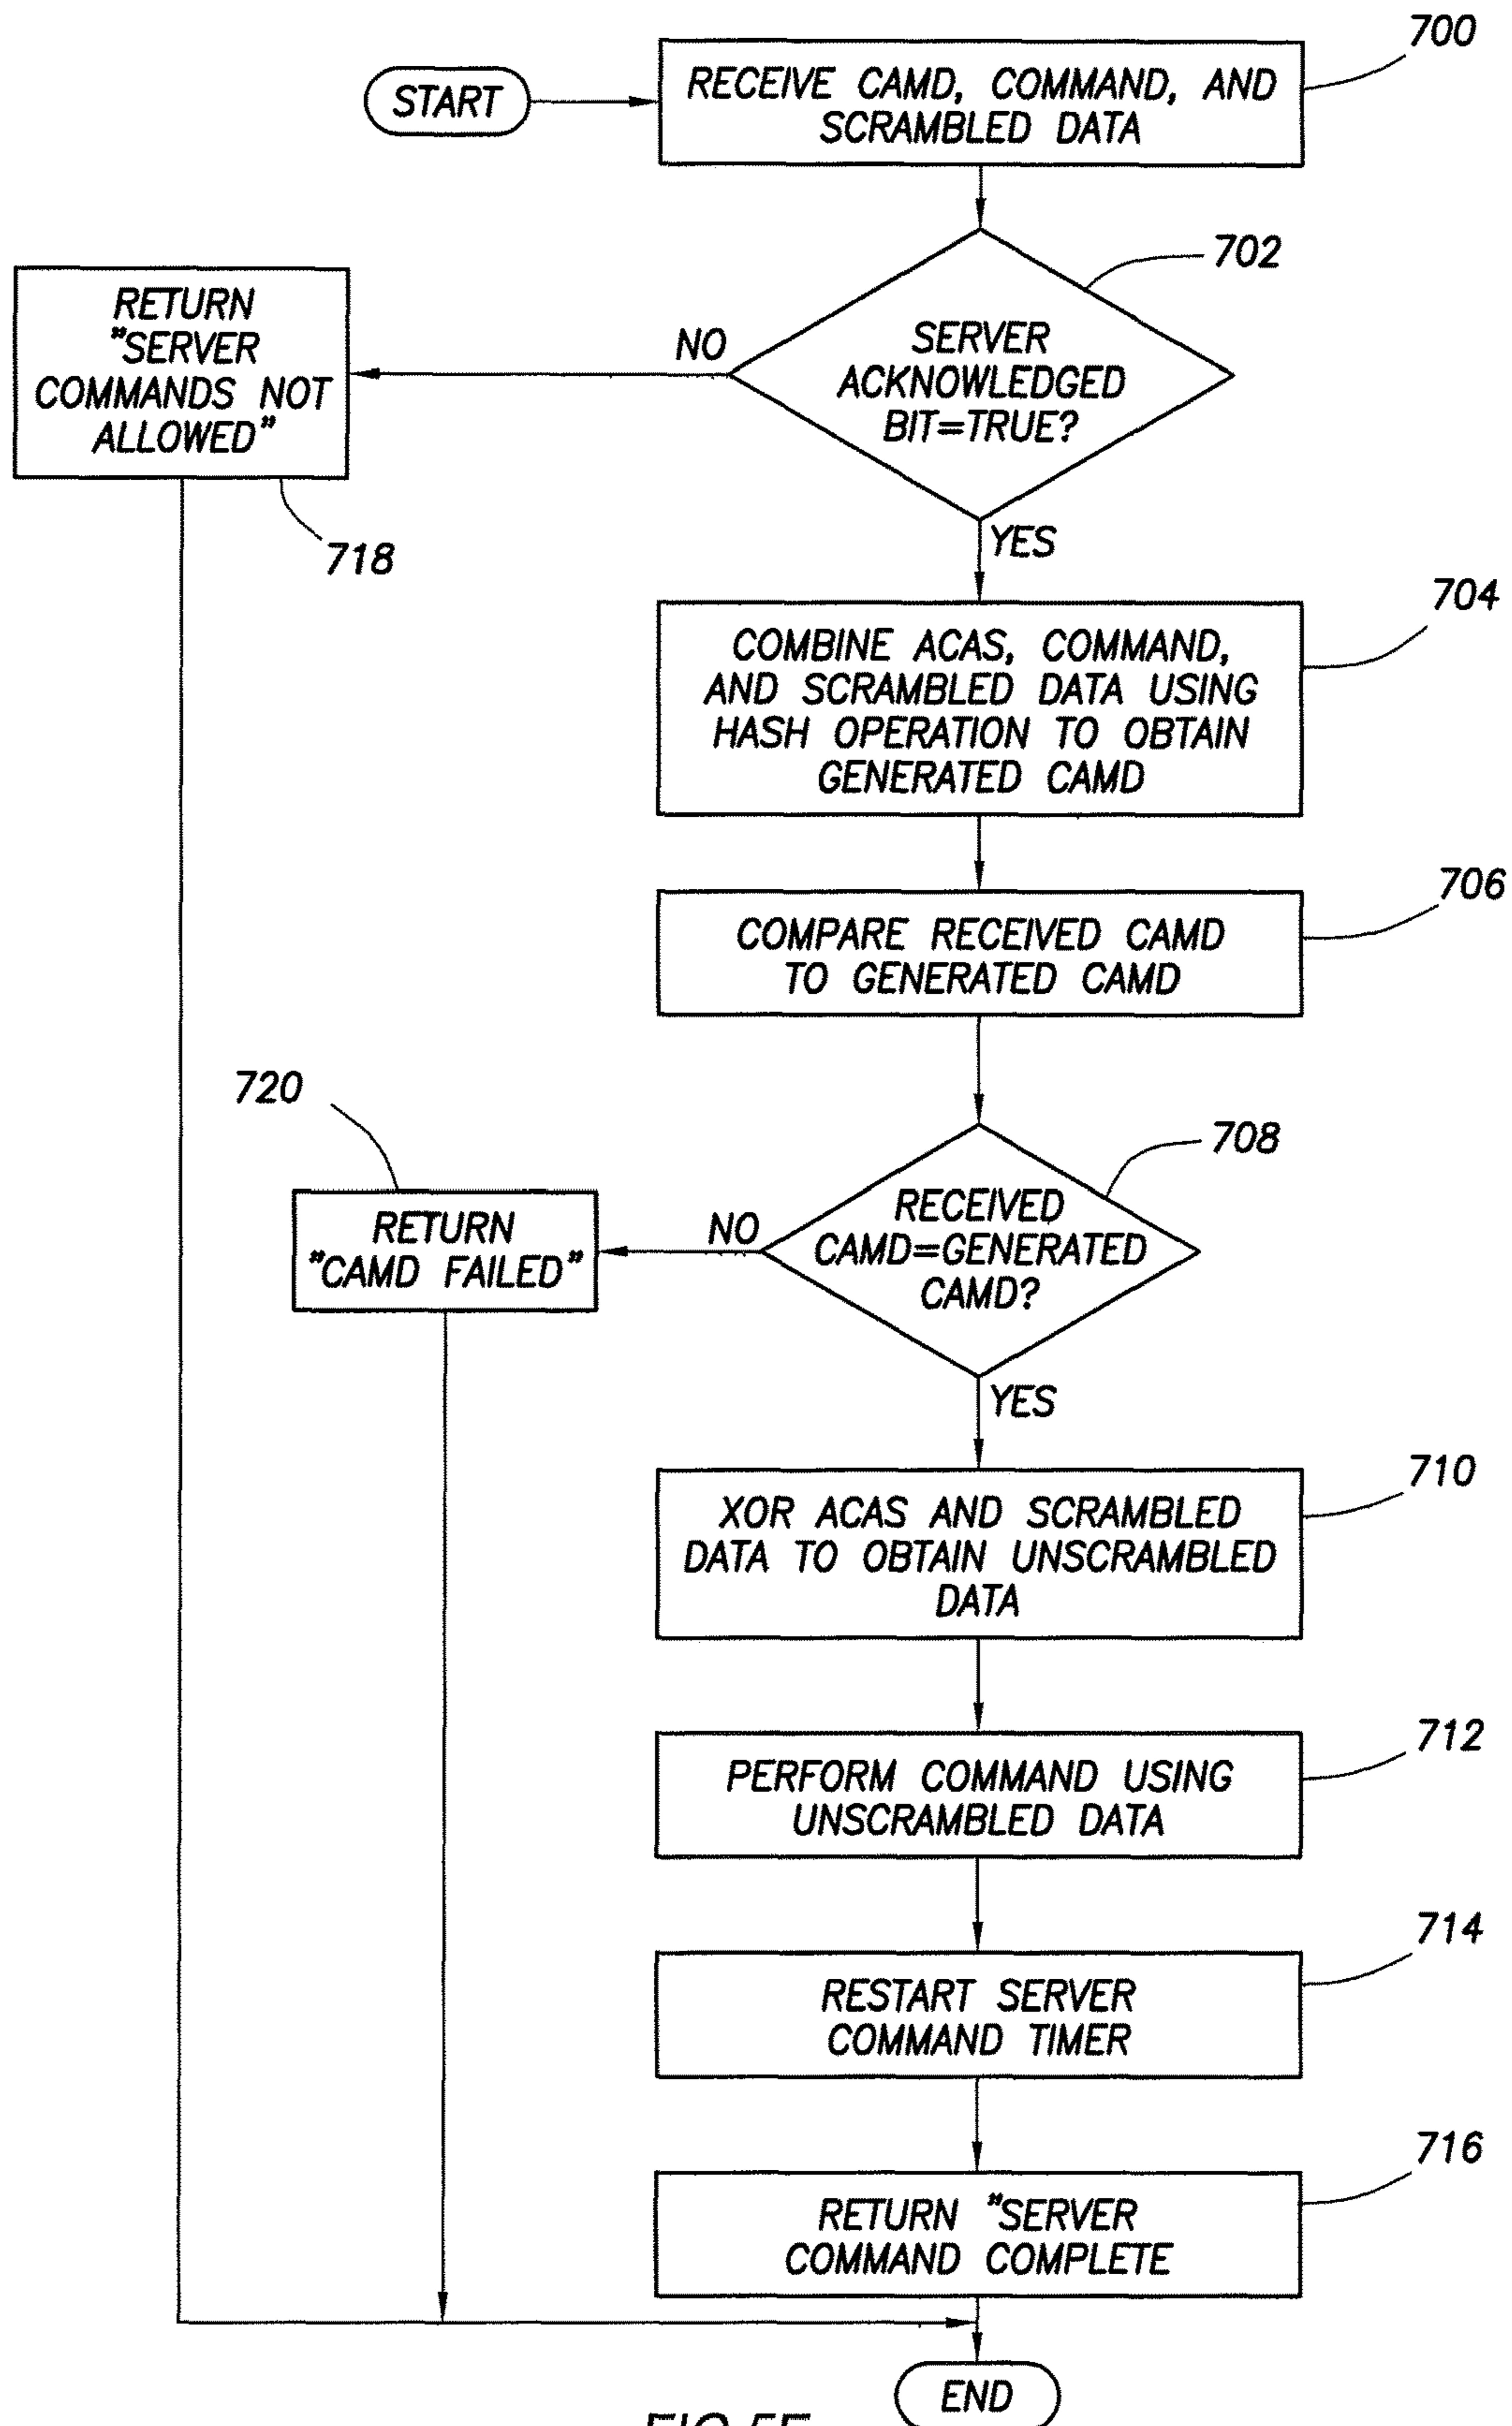 700
START
RECEIVE CAMD, COMMAND, AND
SCRAMBLED DATA
702
RETURN
"SERVER
COMMANDS NOT
ALLOWED"
NO
SERVER
ACKNOWLEDGED
BIT=TRUE?
718
YES
704
COMBINE ACAS, COMMAND,
AND SCRAMBLED DATA USING
HASH OPERATION TO OBTAIN
GENERATED CAMD
706
COMPARE RECEIVED CAMD
TO GENERATED CAMD
720
708
RETURN
"CAMD FAILED"
NO
RECEIVED
CAMD=GENERATED
CAMD?
YES
710
XOR ACAS AND SCRAMBLED
DATA TO OBTAIN UNSCRAMBLED
DATA
712
PERFORM COMMAND USING
UNSCRAMBLED DATA
714
RESTART SERVER
COMMAND TIMER
716
RETURN "SERVER
COMMAND COMPLETE
END